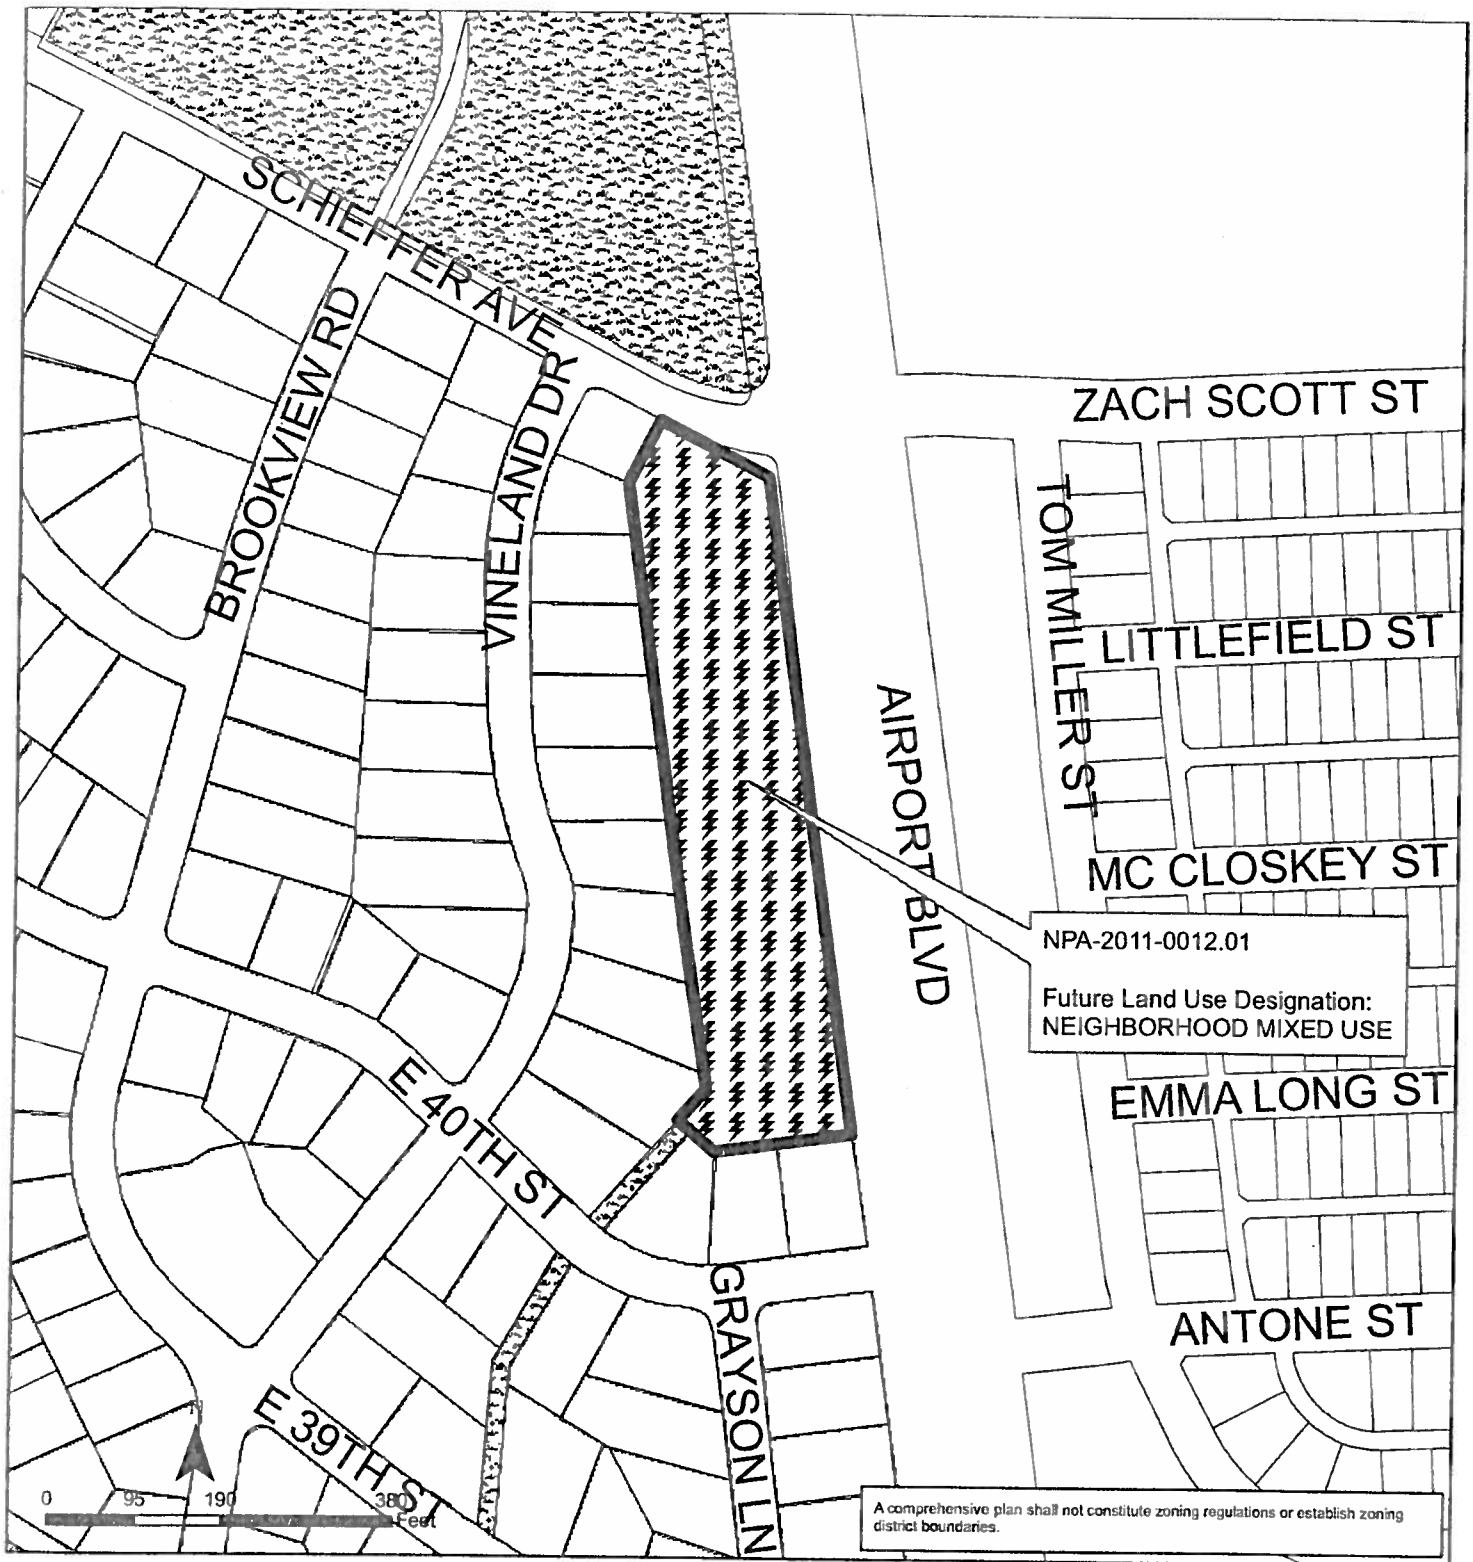 SCHIEFFER AVE
ZACH SCOTT ST
BROOKVIEW RD
VINELAND DR
TOM MILLER ST
LITTLEFIELD ST
AIRPORT BLVD
MC CLOSKEY ST
NPA-2011-0012.01
Future Land Use Designation:
NEIGHBORHOOD MIXED USE
E 40TH ST
EMMA LONG ST
GRAYSON LN
ANTONE ST
E 39TH ST
N
0 95 190 380
Feet
A comprehensive plan shall not constitute zoning regulations or establish zoning
district boundaries.